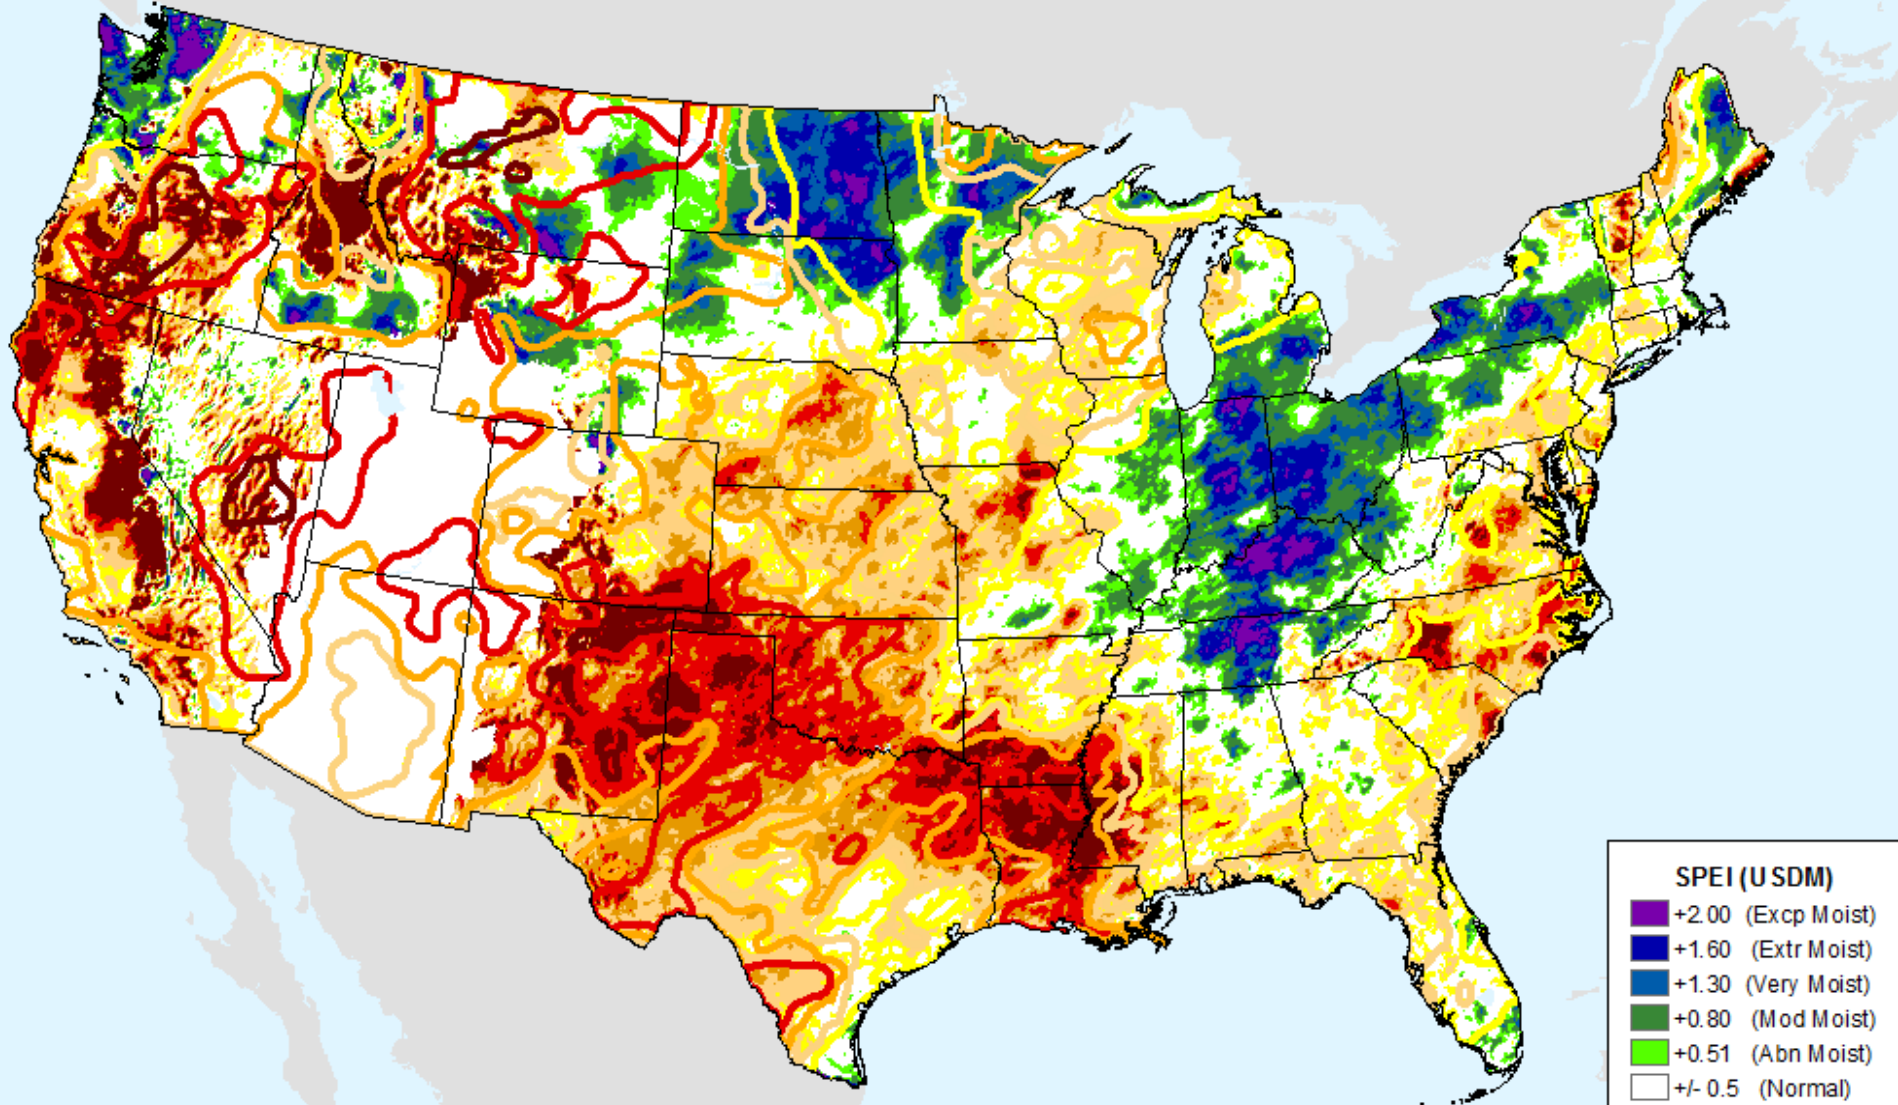 SPEI (USDM)
+2.00 (Excp Moist)
+1.60 (Extr Moist)
+1.30 (Very Moist)
+0.80 (Mod Moist)
+0.51 (Abn Moist)
+/- 0.5 (Normal)